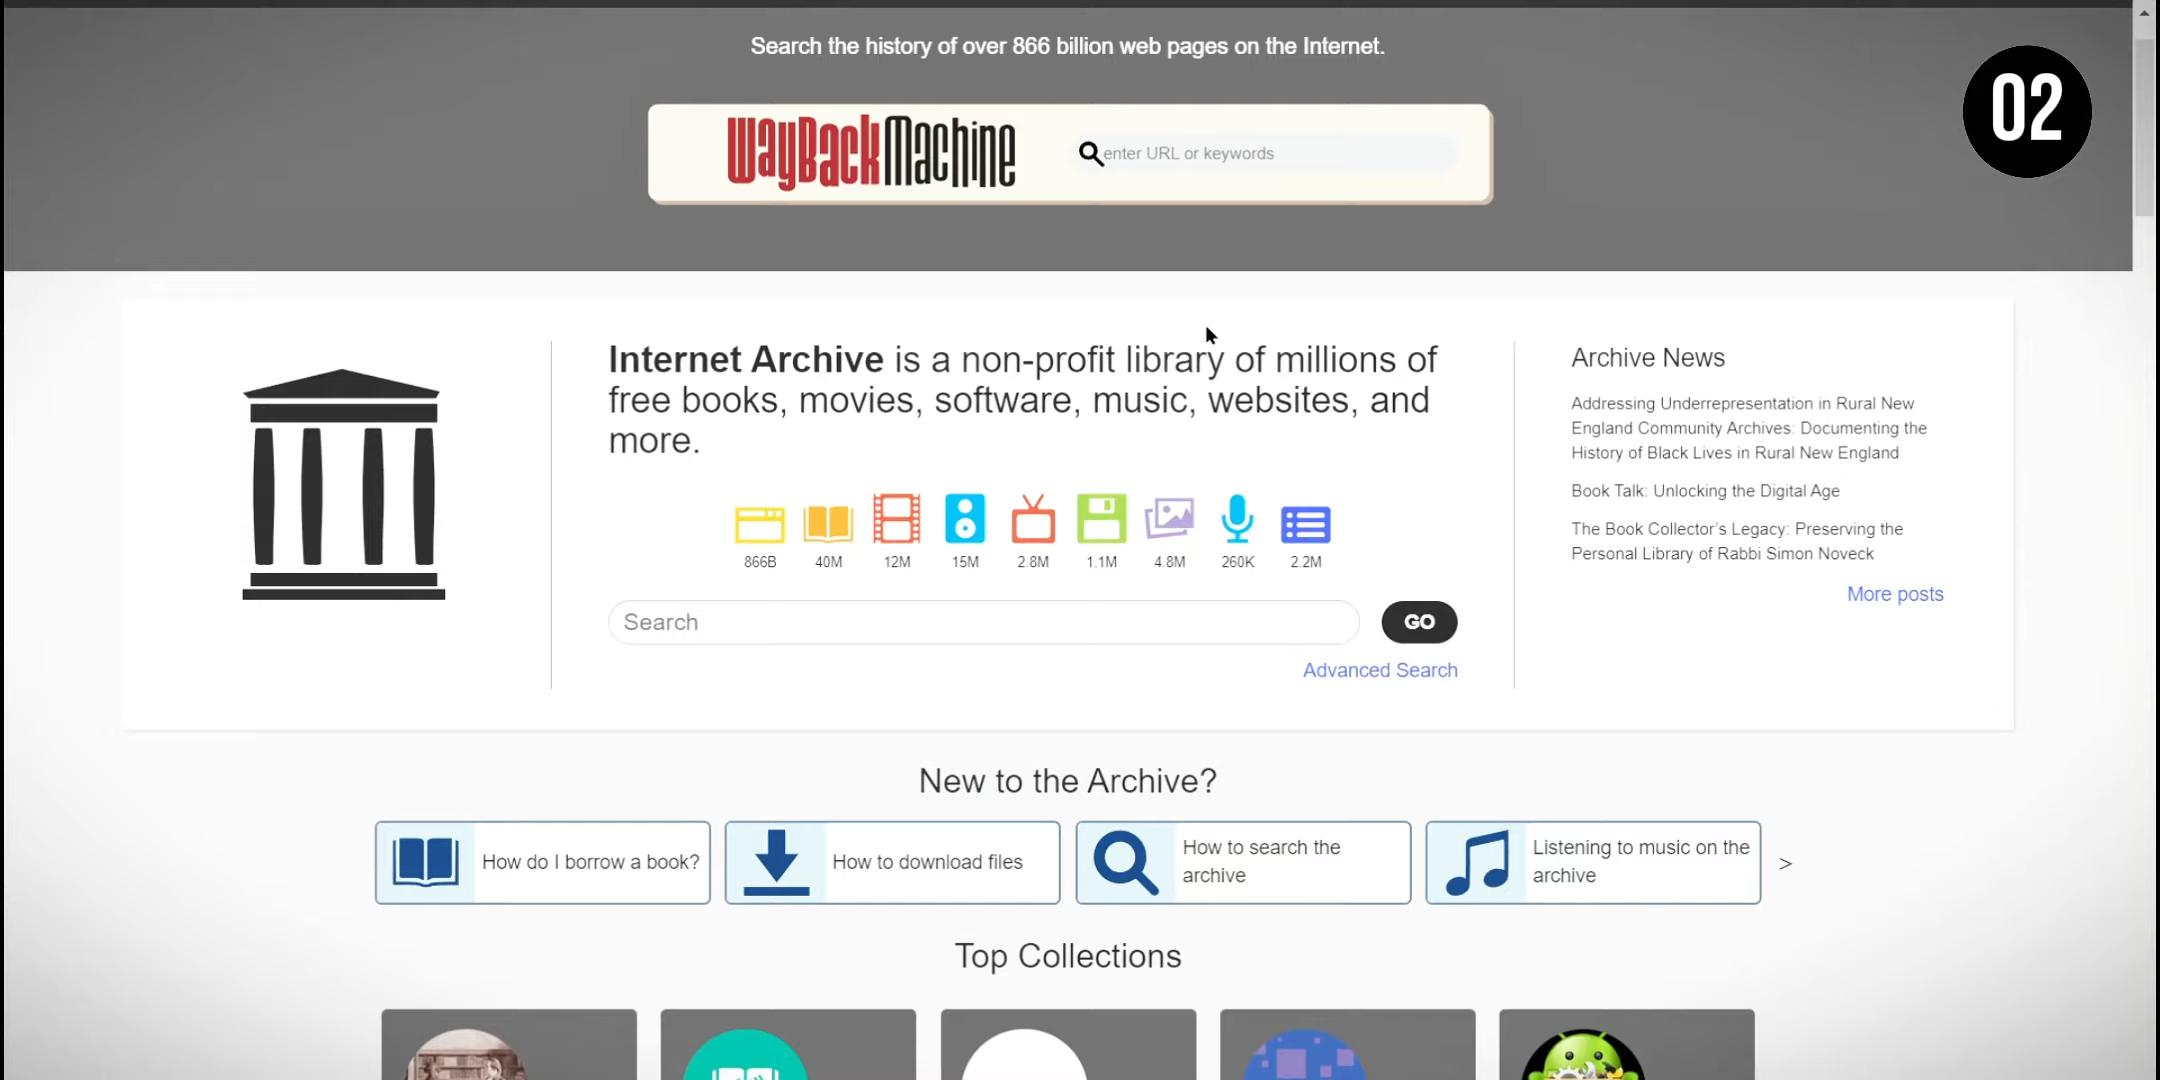 Search the history of over 866 billion web pages on the Internet.
02
WayBackMachine
enter URL or keywords
Internet Archive is a non-profit library of millions of
free books, movies, software, music, websites, and
more.
866B 40M 12M 15M 2.8M 1.1M 4.8M 260K 2.2M
Search
GO
Advanced Search
Archive News
Addressing Underrepresentation in Rural New
England Community Archives: Documenting the
History of Black Lives in Rural New England
Book Talk: Unlocking the Digital Age
The Book Collector's Legacy: Preserving the
Personal Library of Rabbi Simon Noveck
More posts
New to the Archive?
How do I borrow a book?
How to download files
How to search the
archive
Listening to music on the
archive
>
Top Collections